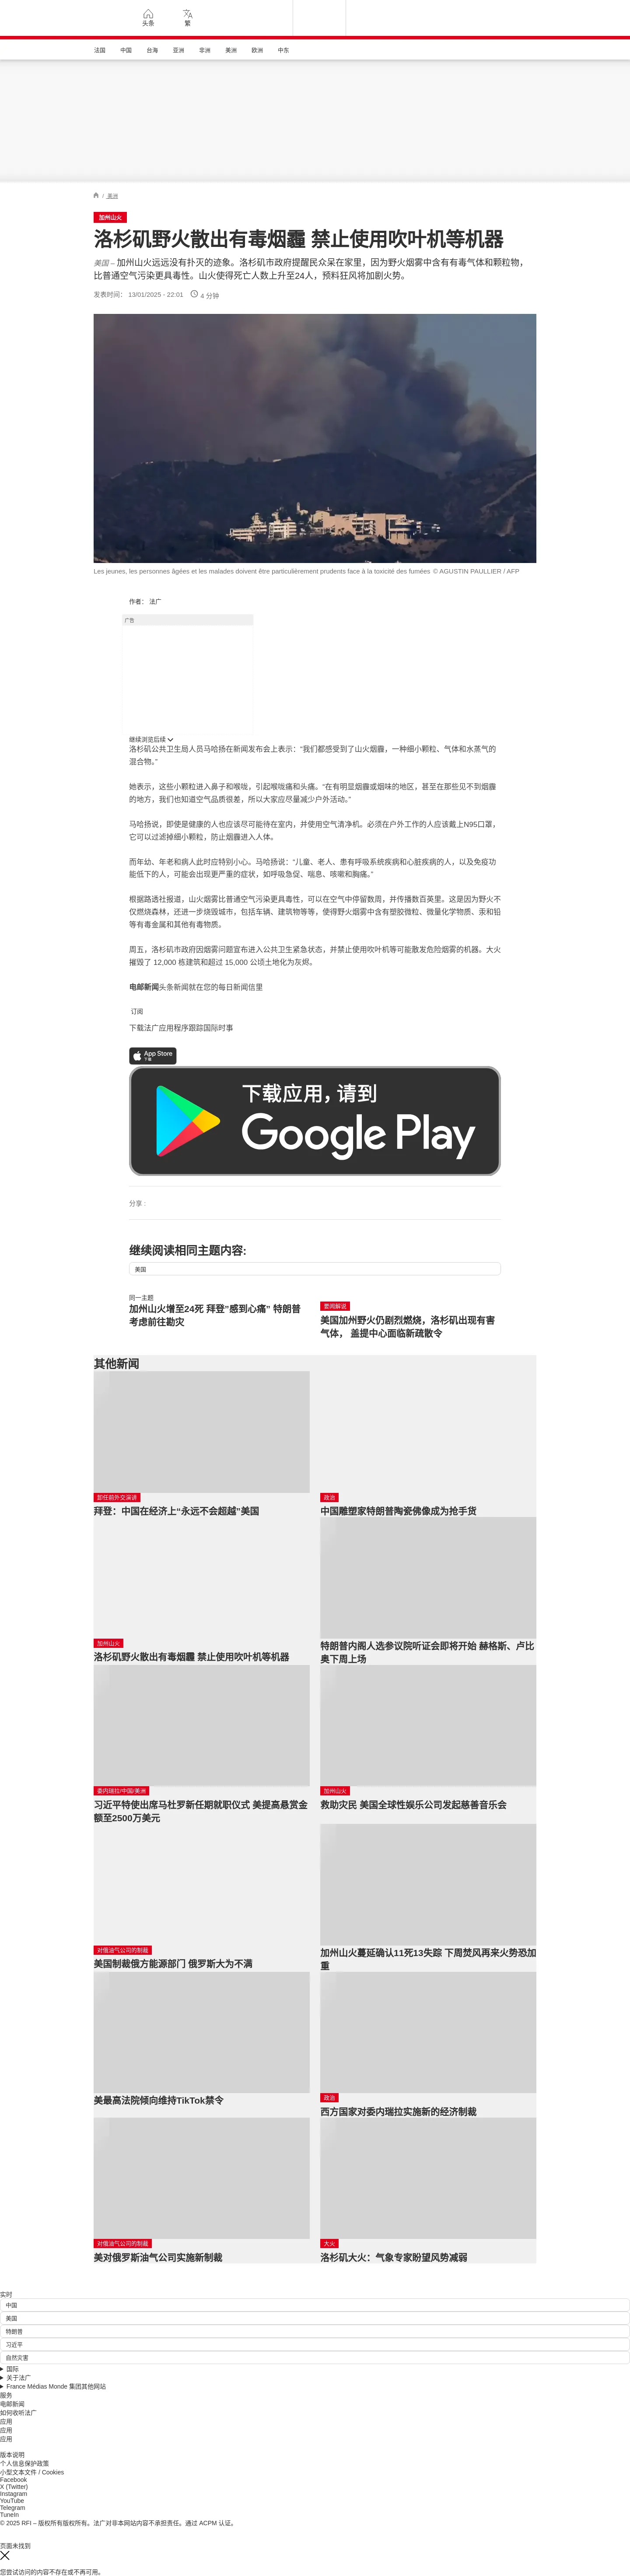 头条
繁
法国
中国
台海
亚洲
非洲
美洲
欧洲
中东
/ 美洲
加州山火
洛杉矶野火散出有毒烟霾 禁止使用吹叶机等机器
美国 – 加州山火远远没有扑灭的迹象。洛杉矶市政府提醒民众呆在家里，因为野火烟雾中含有有毒气体和颗粒物，
比普通空气污染更具毒性。山火使得死亡人数上升至24人，预料狂风将加剧火势。
发表时间： 13/01/2025 - 22:01
4 分钟
Les jeunes, les personnes âgées et les malades doivent être particulièrement prudents face à la toxicité des fumées © AGUSTIN PAULLIER / AFP
作者： 法广
广告
继续浏览后续
洛杉矶公共卫生局人员马哈扬在新闻发布会上表示：“我们都感受到了山火烟霾，一种细小颗粒、气体和水蒸气的
混合物。”
她表示，这些小颗粒进入鼻子和喉咙，引起喉咙痛和头痛。“在有明显烟霾或烟味的地区，甚至在那些见不到烟霾
的地方，我们也知道空气品质很差，所以大家应尽量减少户外活动。”
马哈扬说，即使是健康的人也应该尽可能待在室内，并使用空气清净机。必须在户外工作的人应该戴上N95口罩，
它可以过滤掉细小颗粒，防止烟霾进入人体。
而年幼、年老和病人此时应特别小心。马哈扬说：“儿童、老人、患有呼吸系统疾病和心脏疾病的人，以及免疫功
能低下的人，可能会出现更严重的症状，如呼吸急促、喘息、咳嗽和胸痛。”
根据路透社报道，山火烟雾比普通空气污染更具毒性，可以在空气中停留数周，并传播数百英里。这是因为野火不
仅燃烧森林，还进一步烧毁城市，包括车辆、建筑物等等，使得野火烟雾中含有塑胶微粒、微量化学物质、汞和铅
等有毒金属和其他有毒物质。
周五，洛杉矶市政府因烟雾问题宣布进入公共卫生紧急状态，并禁止使用吹叶机等可能散发危险烟雾的机器。大火
摧毁了 12,000 栋建筑和超过 15,000 公顷土地化为灰烬。
电邮新闻头条新闻就在您的每日新闻信里
订阅
下载法广应用程序跟踪国际时事
App Store
下载
下载应用，请到
Google Play
分享 :
继续阅读相同主题内容:
美国
同一主题
加州山火增至24死 拜登”感到心痛” 特朗普
考虑前往勘灾
要闻解说
美国加州野火仍剧烈燃烧，洛杉矶出现有害
气体， 盖提中心面临新疏散令
其他新闻
卸任前外交演讲
拜登：中国在经济上“永远不会超越”美国
政治
中国雕塑家特朗普陶瓷佛像成为抢手货
加州山火
洛杉矶野火散出有毒烟霾 禁止使用吹叶机等机器
特朗普内阁人选参议院听证会即将开始 赫格斯、卢比
奥下周上场
委内瑞拉/中国/美洲
习近平特使出席马杜罗新任期就职仪式 美提高悬赏金
额至2500万美元
加州山火
救助灾民 美国全球性娱乐公司发起慈善音乐会
对俄油气公司的制裁
美国制裁俄方能源部门 俄罗斯大为不满
加州山火蔓延确认11死13失踪 下周焚风再来火势恐加
重
美最高法院倾向维持TikTok禁令
政治
西方国家对委内瑞拉实施新的经济制裁
对俄油气公司的制裁
美对俄罗斯油气公司实施新制裁
大火
洛杉矶大火：气象专家盼望风势减弱
实时
中国
美国
特朗普
习近平
自然灾害
国际
关于法广
France Médias Monde 集团其他网站
服务
电邮新闻
如何收听法广
应用
应用
应用
版本说明
个人信息保护政策
小型文本文件 / Cookies
Facebook
X (Twitter)
Instagram
YouTube
Telegram
TuneIn
© 2025 RFI – 版权所有版权所有。法广对非本网站内容不承担责任。通过 ACPM 认证。
页面未找到
您尝试访问的内容不存在或不再可用。